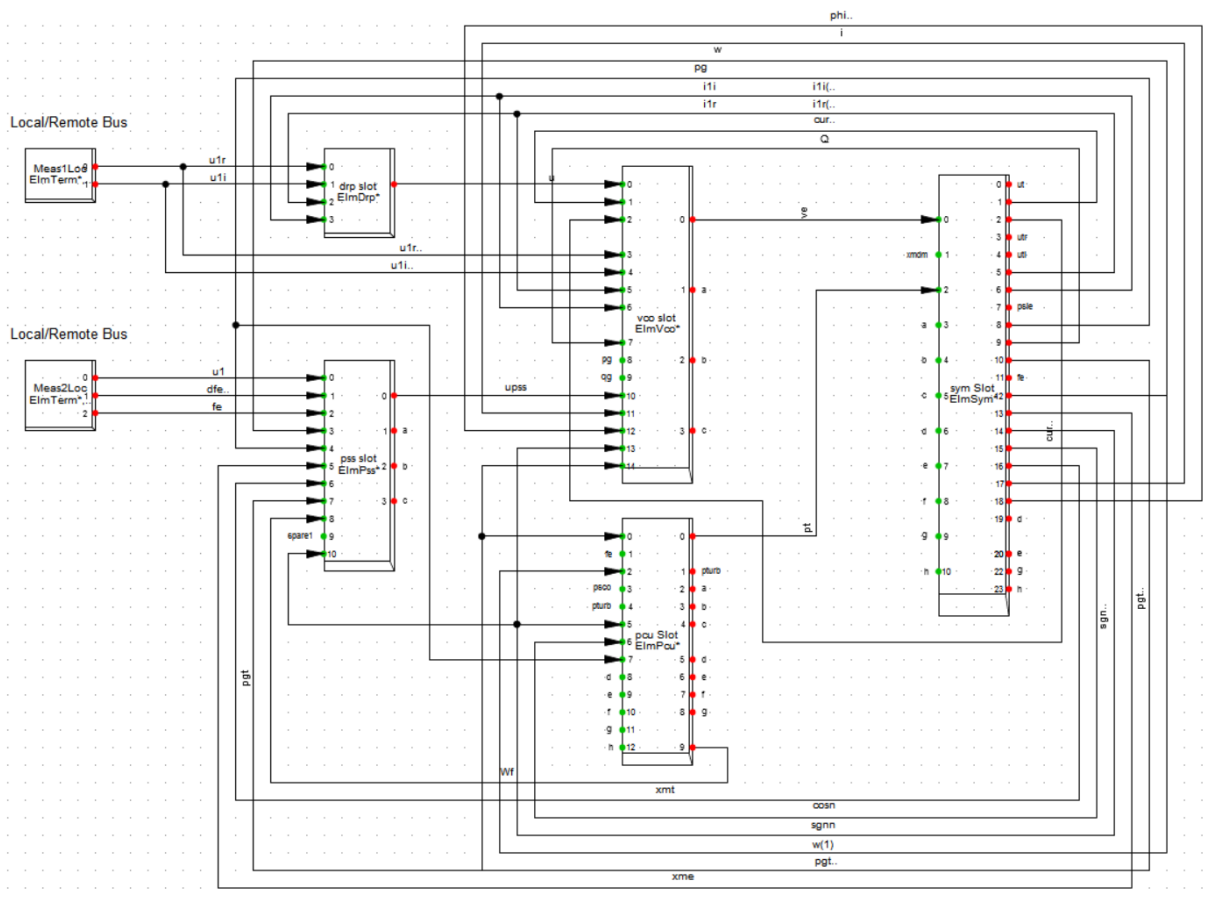 phi..
i
w
pg
i1i
i1i(..
i1r
i1r(..
cur..
Q
Local/Remote Bus
Meas1Loc
ElmTerm*,..
0
1
u1r
u1i
drp slot
ElmDrp*
0
1
2
3
u
u1r..
u1i..
vco slot
ElmVco*
0
1
2
3
4
5
6
7
pg 8
qg 9
10
11
12
13
14
0
1 a
2 b
3 c
ve
sym Slot
ElmSym*
0
xmdm 1
2
a 3
b 4
c 5
d 6
e 7
f 8
g 9
h 10
0 ut
1
2
3 utr
4 uti
5
6
7 psie
8
9
10
11 fe
12
13
14
15
16
17
18
19 d
20 e
22 g
23 h
cur..
Local/Remote Bus
Meas2Loc
ElmTerm*,..
0
1
2
u1
dfe..
fe
pss slot
ElmPss*
0
1
2
3
4
5
6
7
8
spare1 9
10
0
1 a
2 b
3 c
upss
pcu Slot
ElmPcu*
0
fe 1
2
psco 3
pturb 4
5
6
7
d 8
e 9
f 10
g 11
h 12
0
1 pturb
2 a
3 b
4 c
5 d
6 e
7 f
8 g
9
pt
pgt
sgn..
pgt..
Wf
xmt
cosn
sgnn
w(1)
pgt..
xme